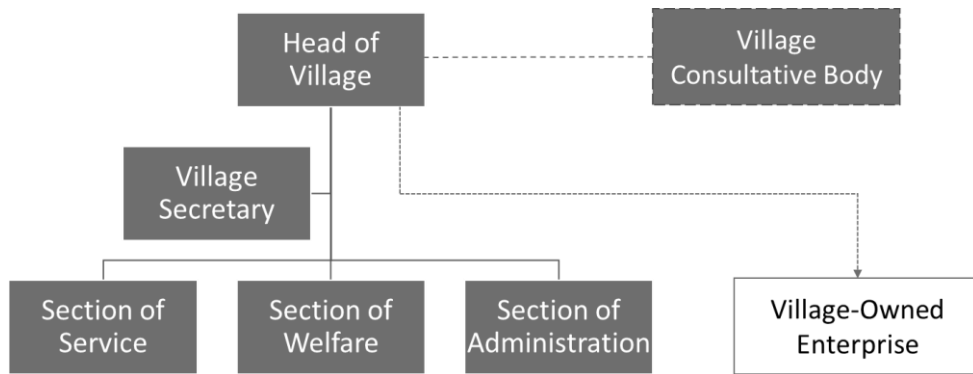 Head of
Village
Village
Consultative Body
Village
Secretary
Section of
Service
Section of
Welfare
Section of
Administration
Village-Owned
Enterprise